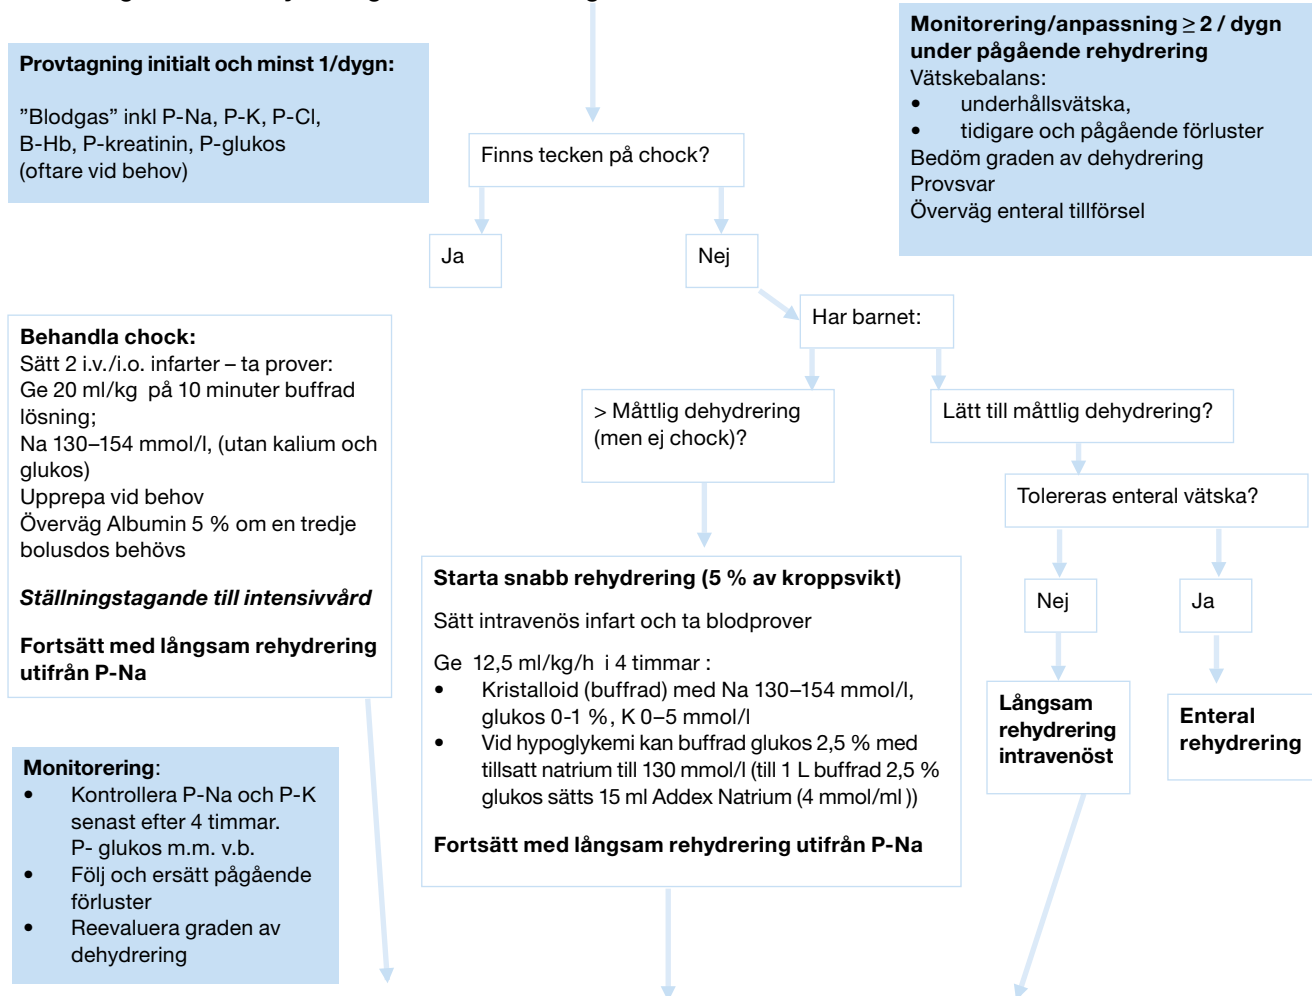 Provtagning initialt och minst 1/dygn:
”Blodgas” inkl P-Na, P-K, P-Cl,
B-Hb, P-kreatinin, P-glukos
(oftare vid behov)
Monitorering/anpassning ≥ 2 / dygn
under pågående rehydrering
Vätskebalans:
• underhållsvätska,
• tidigare och pågående förluster
Bedöm graden av dehydrering
Provsvar
Överväg enteral tillförsel
Finns tecken på chock?
Ja
Nej
Har barnet:
Behandla chock:
Sätt 2 i.v./i.o. infarter – ta prover:
Ge 20 ml/kg på 10 minuter buffrad
lösning;
Na 130–154 mmol/l, (utan kalium och
glukos)
Upprepa vid behov
Överväg Albumin 5 % om en tredje
bolusdos behövs
Ställningstagande till intensivvård
Fortsätt med långsam rehydrering
utifrån P-Na
> Måttlig dehydrering
(men ej chock)?
Lätt till måttlig dehydrering?
Tolereras enteral vätska?
Starta snabb rehydrering (5 % av kroppsvikt)
Sätt intravenös infart och ta blodprover
Ge 12,5 ml/kg/h i 4 timmar :
• Kristalloid (buffrad) med Na 130–154 mmol/l,
glukos 0-1 %, K 0–5 mmol/l
• Vid hypoglykemi kan buffrad glukos 2,5 % med
tillsatt natrium till 130 mmol/l (till 1 L buffrad 2,5 %
glukos sätts 15 ml Addex Natrium (4 mmol/ml ))
Fortsätt med långsam rehydrering utifrån P-Na
Nej
Ja
Långsam
rehydrering
intravenöst
Enteral
rehydrering
Monitorering:
• Kontrollera P-Na och P-K
senast efter 4 timmar.
P- glukos m.m. v.b.
• Följ och ersätt pågående
förluster
• Reevaluera graden av
dehydrering